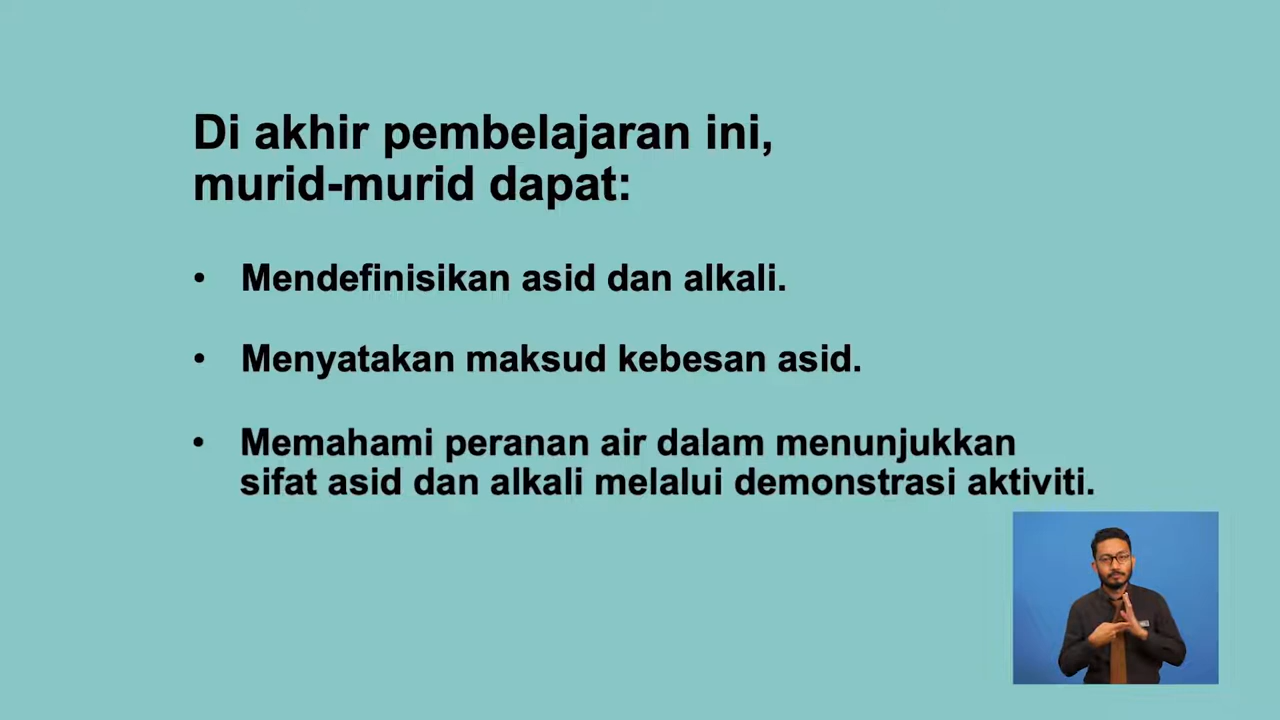 Di akhir pembelajaran ini,
murid-murid dapat:
• Mendefinisikan asid dan alkali.
• Menyatakan maksud kebesan asid.
• Memahami peranan air dalam menunjukkan
sifat asid dan alkali melalui demonstrasi aktiviti.